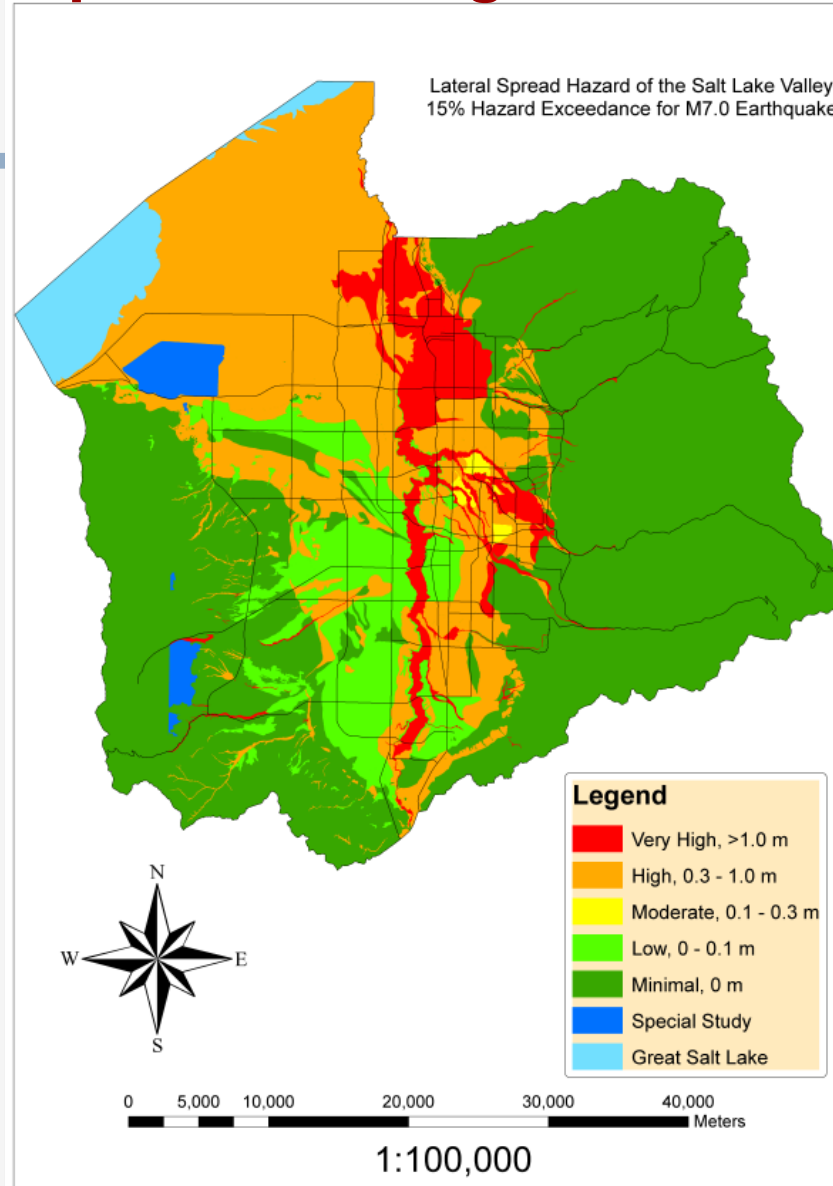 Lateral Spread Hazard of the Salt Lake Valley
15% Hazard Exceedance for M7.0 Earthquake
Legend
Very High, >1.0 m
High, 0.3 - 1.0 m
Moderate, 0.1 - 0.3 m
Low, 0 - 0.1 m
Minimal, 0 m
Special Study
Great Salt Lake
N
W E
S
0 5,000 10,000 20,000 30,000 40,000
Meters
1:100,000